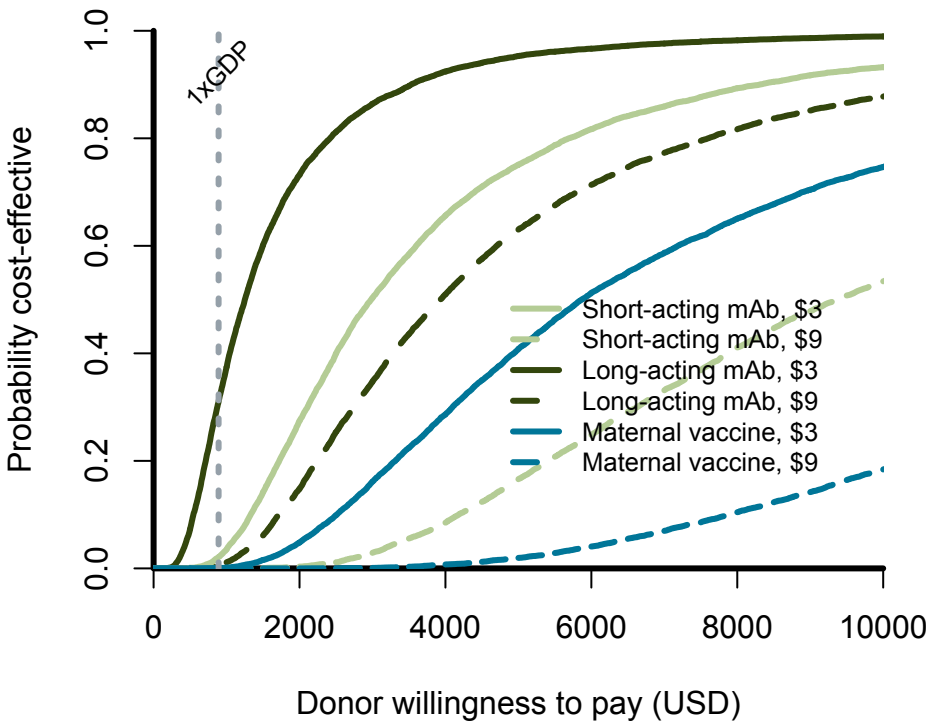 Probability cost-effective
1.0
0.8
0.6
0.4
0.2
0.0
1xGDP
Short-acting mAb, $3
Short-acting mAb, $9
Long-acting mAb, $3
Long-acting mAb, $9
Maternal vaccine, $3
Maternal vaccine, $9
0 2000 4000 6000 8000 10000
Donor willingness to pay (USD)